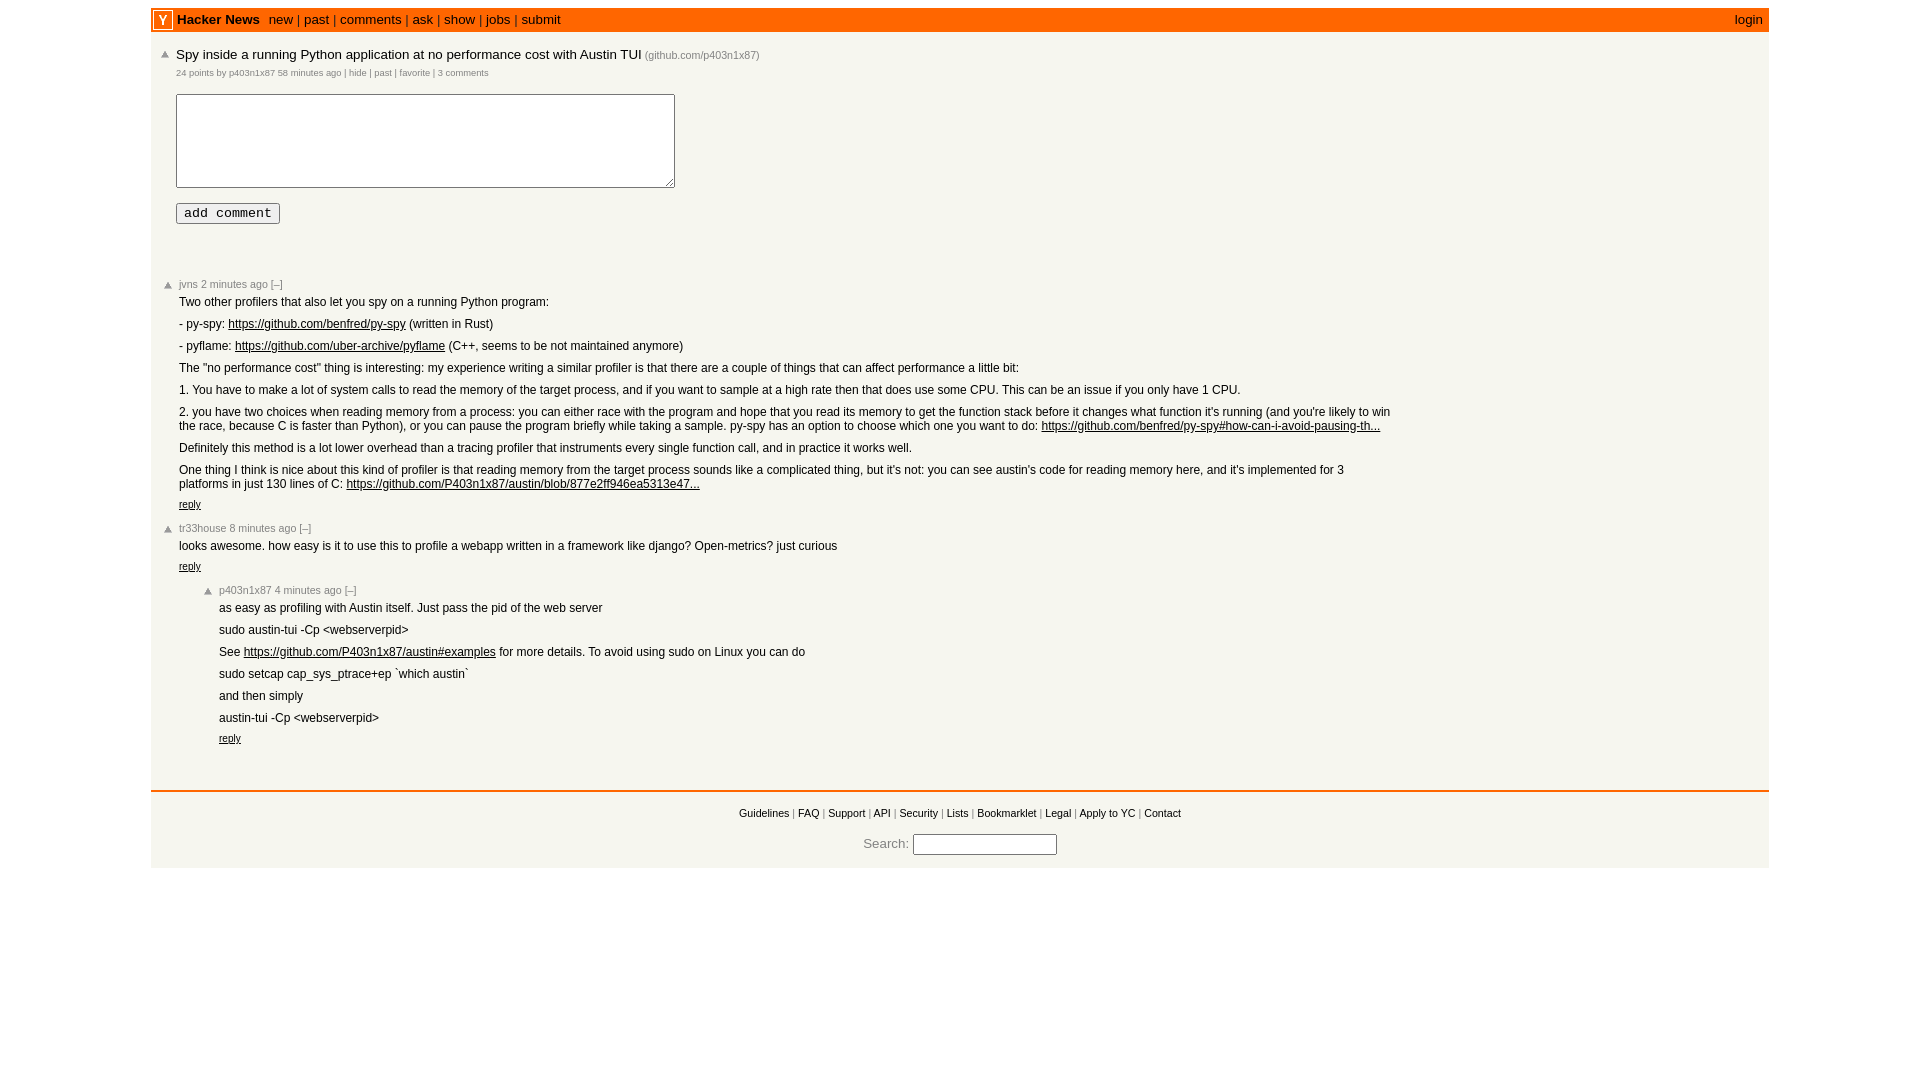 Y Hacker News new | past | comments | ask | show | jobs | submit login
Spy inside a running Python application at no performance cost with Austin TUI (github.com/p403n1x87)
24 points by p403n1x87 58 minutes ago | hide | past | favorite | 3 comments
add comment
jvns 2 minutes ago [–]
Two other profilers that also let you spy on a running Python program:
- py-spy: https://github.com/benfred/py-spy (written in Rust)
- pyflame: https://github.com/uber-archive/pyflame (C++, seems to be not maintained anymore)
The "no performance cost" thing is interesting: my experience writing a similar profiler is that there are a couple of things that can affect performance a little bit:
1. You have to make a lot of system calls to read the memory of the target process, and if you want to sample at a high rate then that does use some CPU. This can be an issue if you only have 1 CPU.
2. you have two choices when reading memory from a process: you can either race with the program and hope that you read its memory to get the function stack before it changes what function it's running (and you're likely to win
the race, because C is faster than Python), or you can pause the program briefly while taking a sample. py-spy has an option to choose which one you want to do: https://github.com/benfred/py-spy#how-can-i-avoid-pausing-th...
Definitely this method is a lot lower overhead than a tracing profiler that instruments every single function call, and in practice it works well.
One thing I think is nice about this kind of profiler is that reading memory from the target process sounds like a complicated thing, but it's not: you can see austin's code for reading memory here, and it's implemented for 3
platforms in just 130 lines of C: https://github.com/P403n1x87/austin/blob/877e2ff946ea5313e47...
reply
tr33house 8 minutes ago [–]
looks awesome. how easy is it to use this to profile a webapp written in a framework like django? Open-metrics? just curious
reply
p403n1x87 4 minutes ago [–]
as easy as profiling with Austin itself. Just pass the pid of the web server
sudo austin-tui -Cp <webserverpid>
See https://github.com/P403n1x87/austin#examples for more details. To avoid using sudo on Linux you can do
sudo setcap cap_sys_ptrace+ep `which austin`
and then simply
austin-tui -Cp <webserverpid>
reply
Guidelines | FAQ | Support | API | Security | Lists | Bookmarklet | Legal | Apply to YC | Contact
Search: